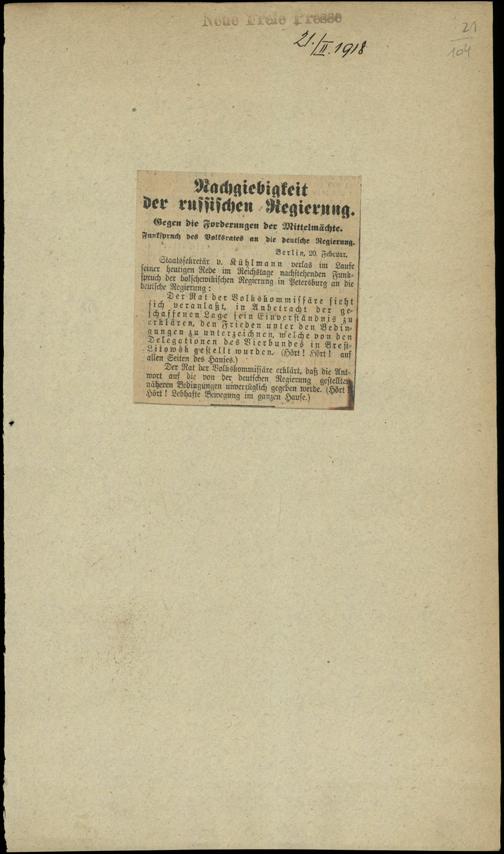 Neue Freie Presse
21./II. 1918
21
104
Nachgiebigkeit
der russischen Regierung.
Gegen die Forderungen der Mittelmächte.
Funkspruch des Volksrates an die deutsche Regierung.
Berlin, 20. Februar.
Staatssekretär v. Kühlmann verlas im Laufe
seiner heutigen Rede im Reichstage nachstehenden Funk-
spruch der bolschewikischen Regierung in Petersburg an die
deutsche Regierung:
Der Rat der Volkskommissäre sieht
sich veranlaßt, in Anbetracht der ge-
schaffenen Lage sein Einverständnis zu
erklären, den Frieden unter den Bedin-
gungen zu unterzeichnen, welche von den
Delegationen des Vierbundes in Brest-
Litowsk gestellt wurden. (Hört! Hört! auf
allen Seiten des Hauses.)
Der Rat der Volkskommissäre erklärt, daß die Ant-
wort auf die von der deutschen Regierung gestellten
näheren Bedingungen unverzüglich gegeben werde. (Hört!
Hört! Lebhafte Bewegung im ganzen Hause.)